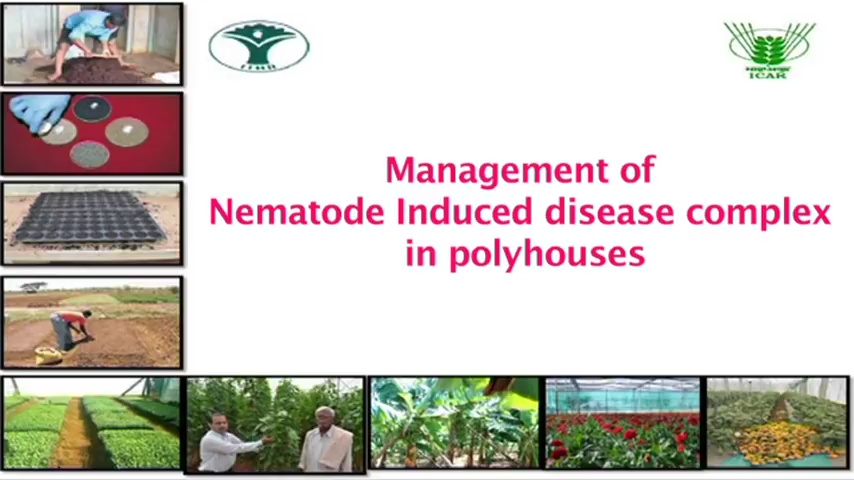 ICAR
Management of
Nematode Induced disease complex
in polyhouses